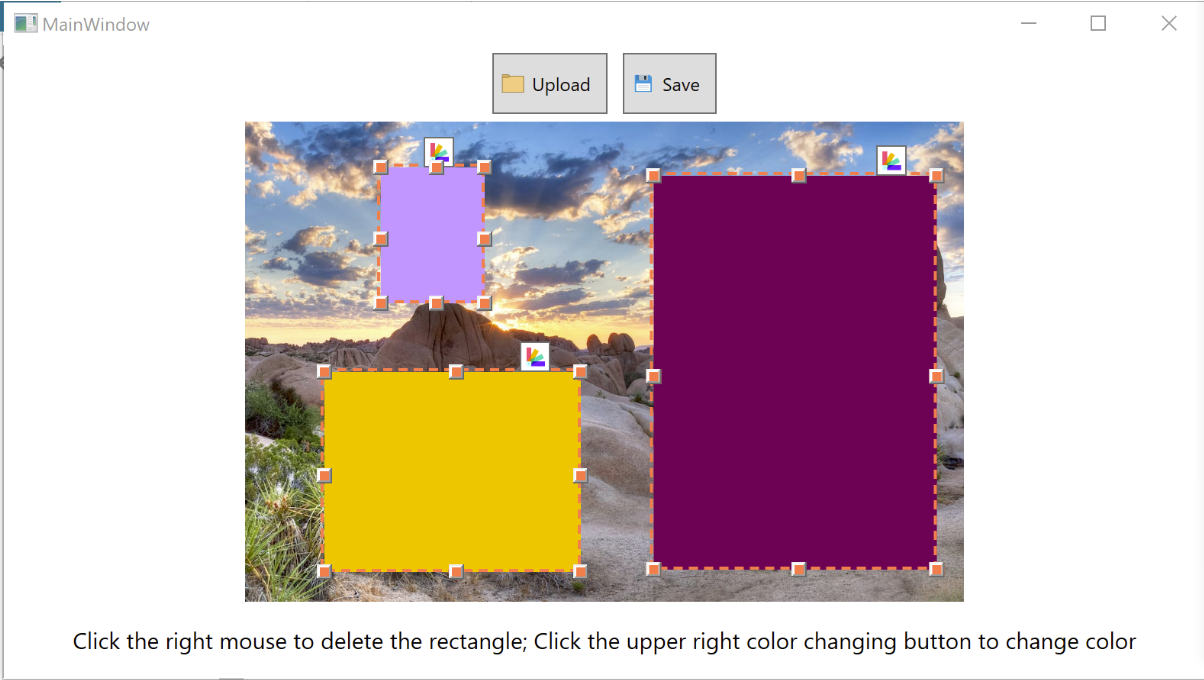 MainWindow
Upload
Save
Click the right mouse to delete the rectangle; Click the upper right color changing button to change color